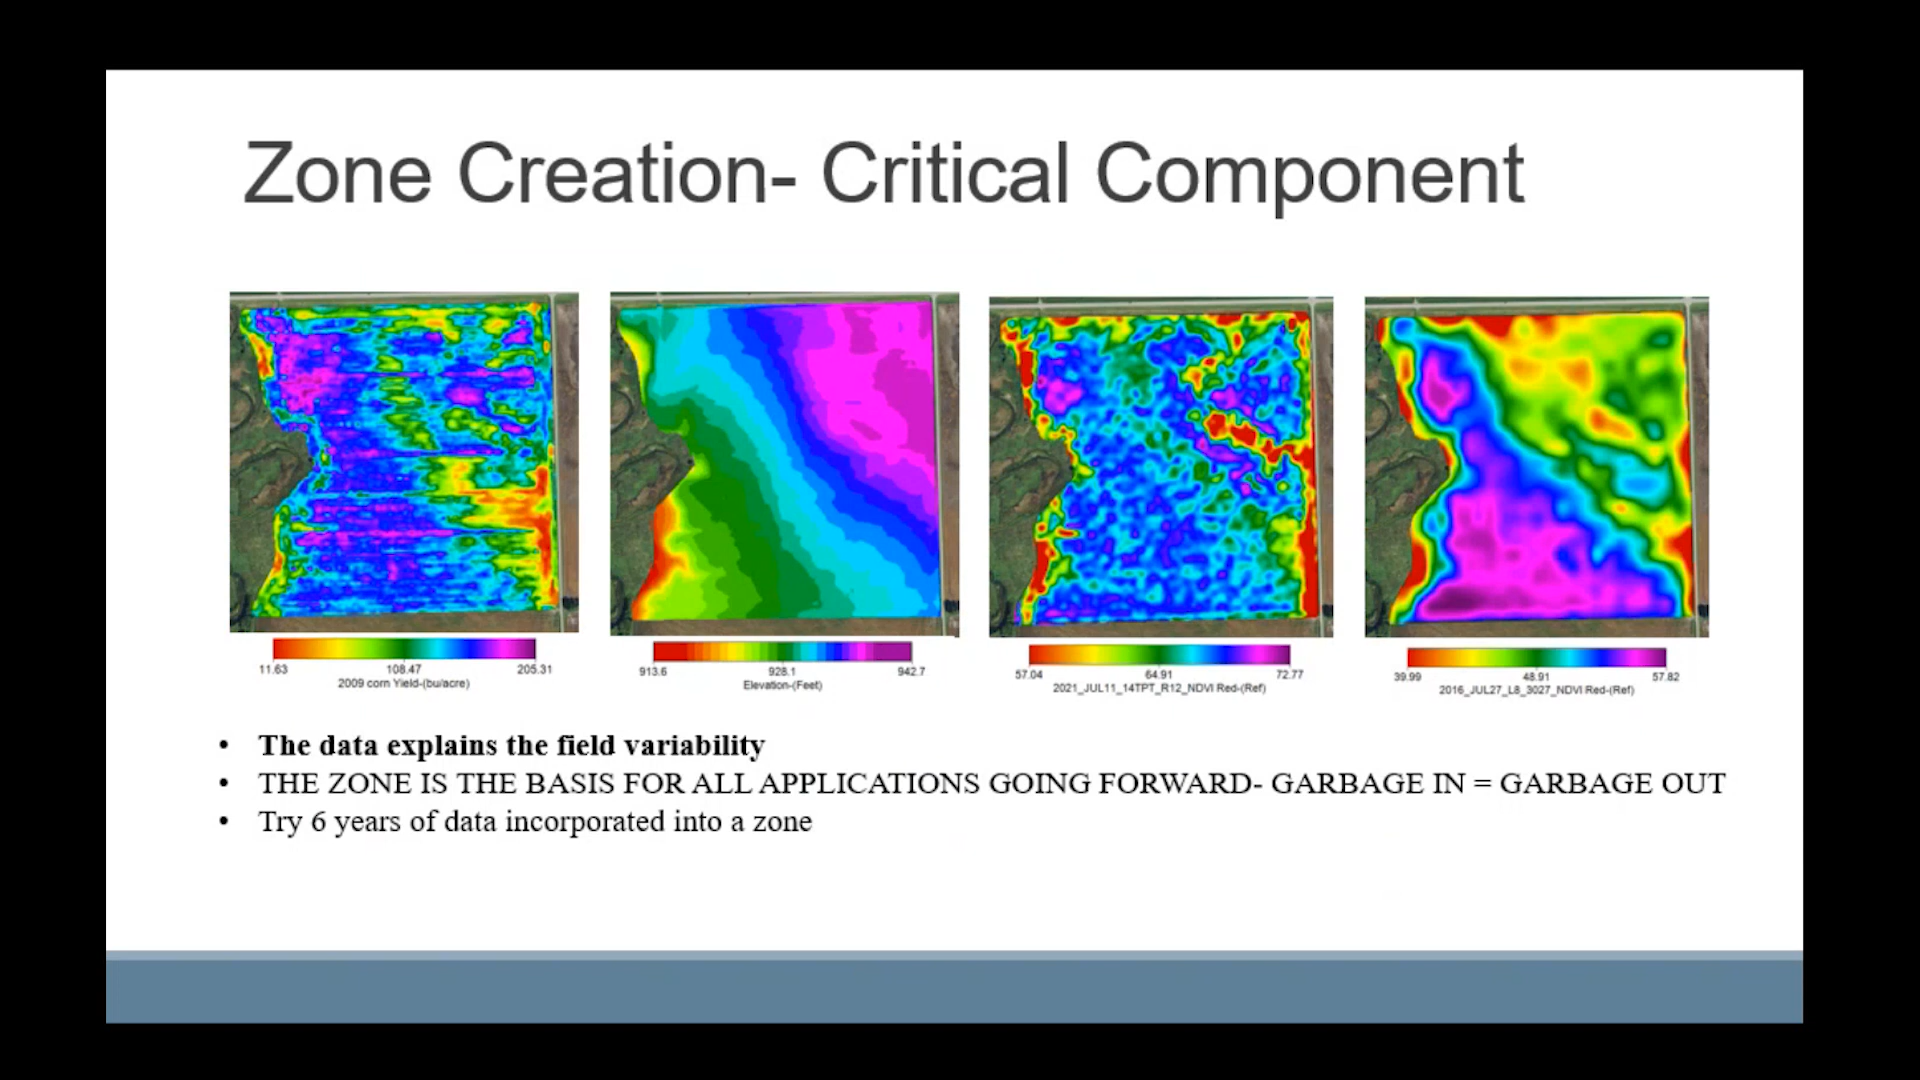 Zone Creation- Critical Component
11.63 108.47 205.31
2009 corn Yield-(bu/acre)
913.6 928.1 942.7
Elevation-(Feet)
57.04 64.91 72.77
2021_JUL11_14TPT_R12_NDVI Red-(Ref)
39.99 48.91 57.82
2016_JUL27_L8_3027_NDVI Red-(Ref)
• The data explains the field variability
• THE ZONE IS THE BASIS FOR ALL APPLICATIONS GOING FORWARD- GARBAGE IN = GARBAGE OUT
• Try 6 years of data incorporated into a zone